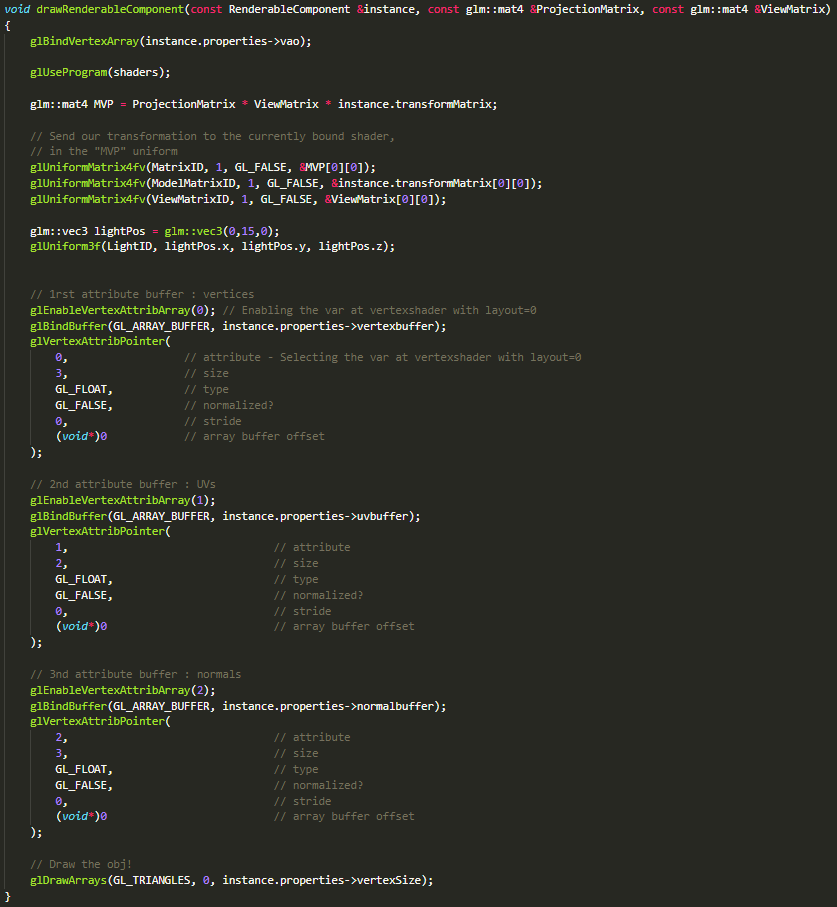 void drawRenderableComponent(const RenderableComponent &instance, const glm::mat4 &ProjectionMatrix, const glm::mat4 &ViewMatrix)
{
glBindVertexArray(instance.properties->vao);
glUseProgram(shaders);
glm::mat4 MVP = ProjectionMatrix * ViewMatrix * instance.transformMatrix;
// Send our transformation to the currently bound shader,
// in the "MVP" uniform
glUniformMatrix4fv(MatrixID, 1, GL_FALSE, &MVP[0][0]);
glUniformMatrix4fv(ModelMatrixID, 1, GL_FALSE, &instance.transformMatrix[0][0]);
glUniformMatrix4fv(ViewMatrixID, 1, GL_FALSE, &ViewMatrix[0][0]);
glm::vec3 lightPos = glm::vec3(0,15,0);
glUniform3f(LightID, lightPos.x, lightPos.y, lightPos.z);
// 1rst attribute buffer : vertices
glEnableVertexAttribArray(0); // Enabling the var at vertexshader with layout=0
glBindBuffer(GL_ARRAY_BUFFER, instance.properties->vertexbuffer);
glVertexAttribPointer(
0, // attribute - Selecting the var at vertexshader with layout=0
3, // size
GL_FLOAT, // type
GL_FALSE, // normalized?
0, // stride
(void*)0 // array buffer offset
);
// 2nd attribute buffer : UVs
glEnableVertexAttribArray(1);
glBindBuffer(GL_ARRAY_BUFFER, instance.properties->uvbuffer);
glVertexAttribPointer(
1, // attribute
2, // size
GL_FLOAT, // type
GL_FALSE, // normalized?
0, // stride
(void*)0 // array buffer offset
);
// 3nd attribute buffer : normals
glEnableVertexAttribArray(2);
glBindBuffer(GL_ARRAY_BUFFER, instance.properties->normalbuffer);
glVertexAttribPointer(
2, // attribute
3, // size
GL_FLOAT, // type
GL_FALSE, // normalized?
0, // stride
(void*)0 // array buffer offset
);
// Draw the obj!
glDrawArrays(GL_TRIANGLES, 0, instance.properties->vertexSize);
}